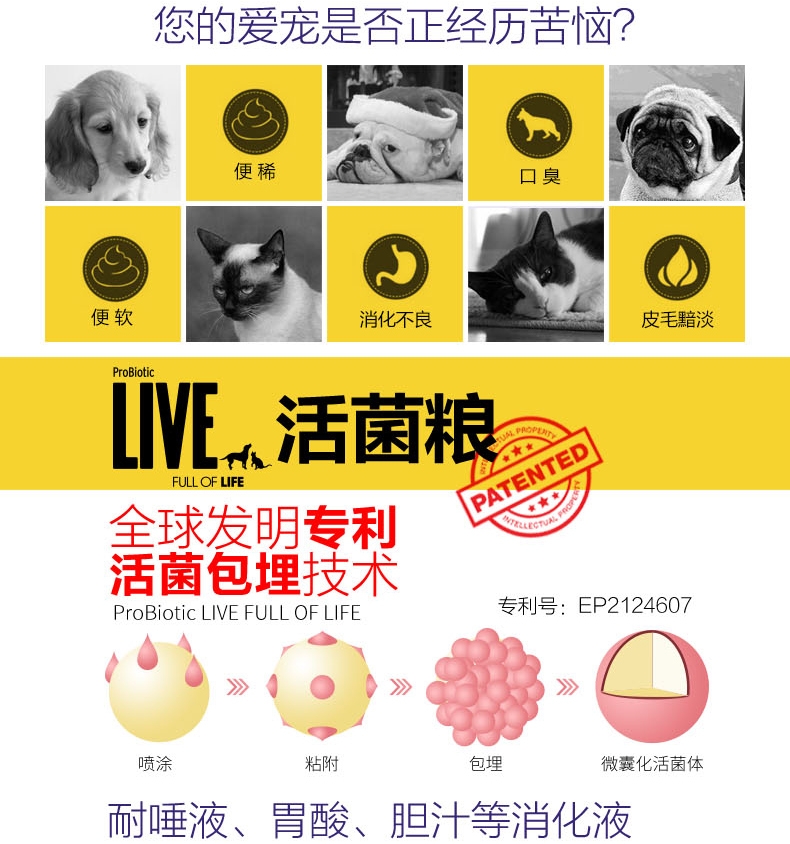 您的爱宠是否正经历苦恼?
便稀
口臭
便软
消化不良
皮毛黯淡
ProBiotic
LIVE
FULL OF LIFE
活菌粮
INTELLECTUAL PROPERTY
PATENTED
INTELLECTUAL PROPERTY
全球发明专利
活菌包埋技术
ProBiotic LIVE FULL OF LIFE
专利号：EP2124607
喷涂
粘附
包埋
微囊化活菌体
耐唾液、胃酸、胆汁等消化液